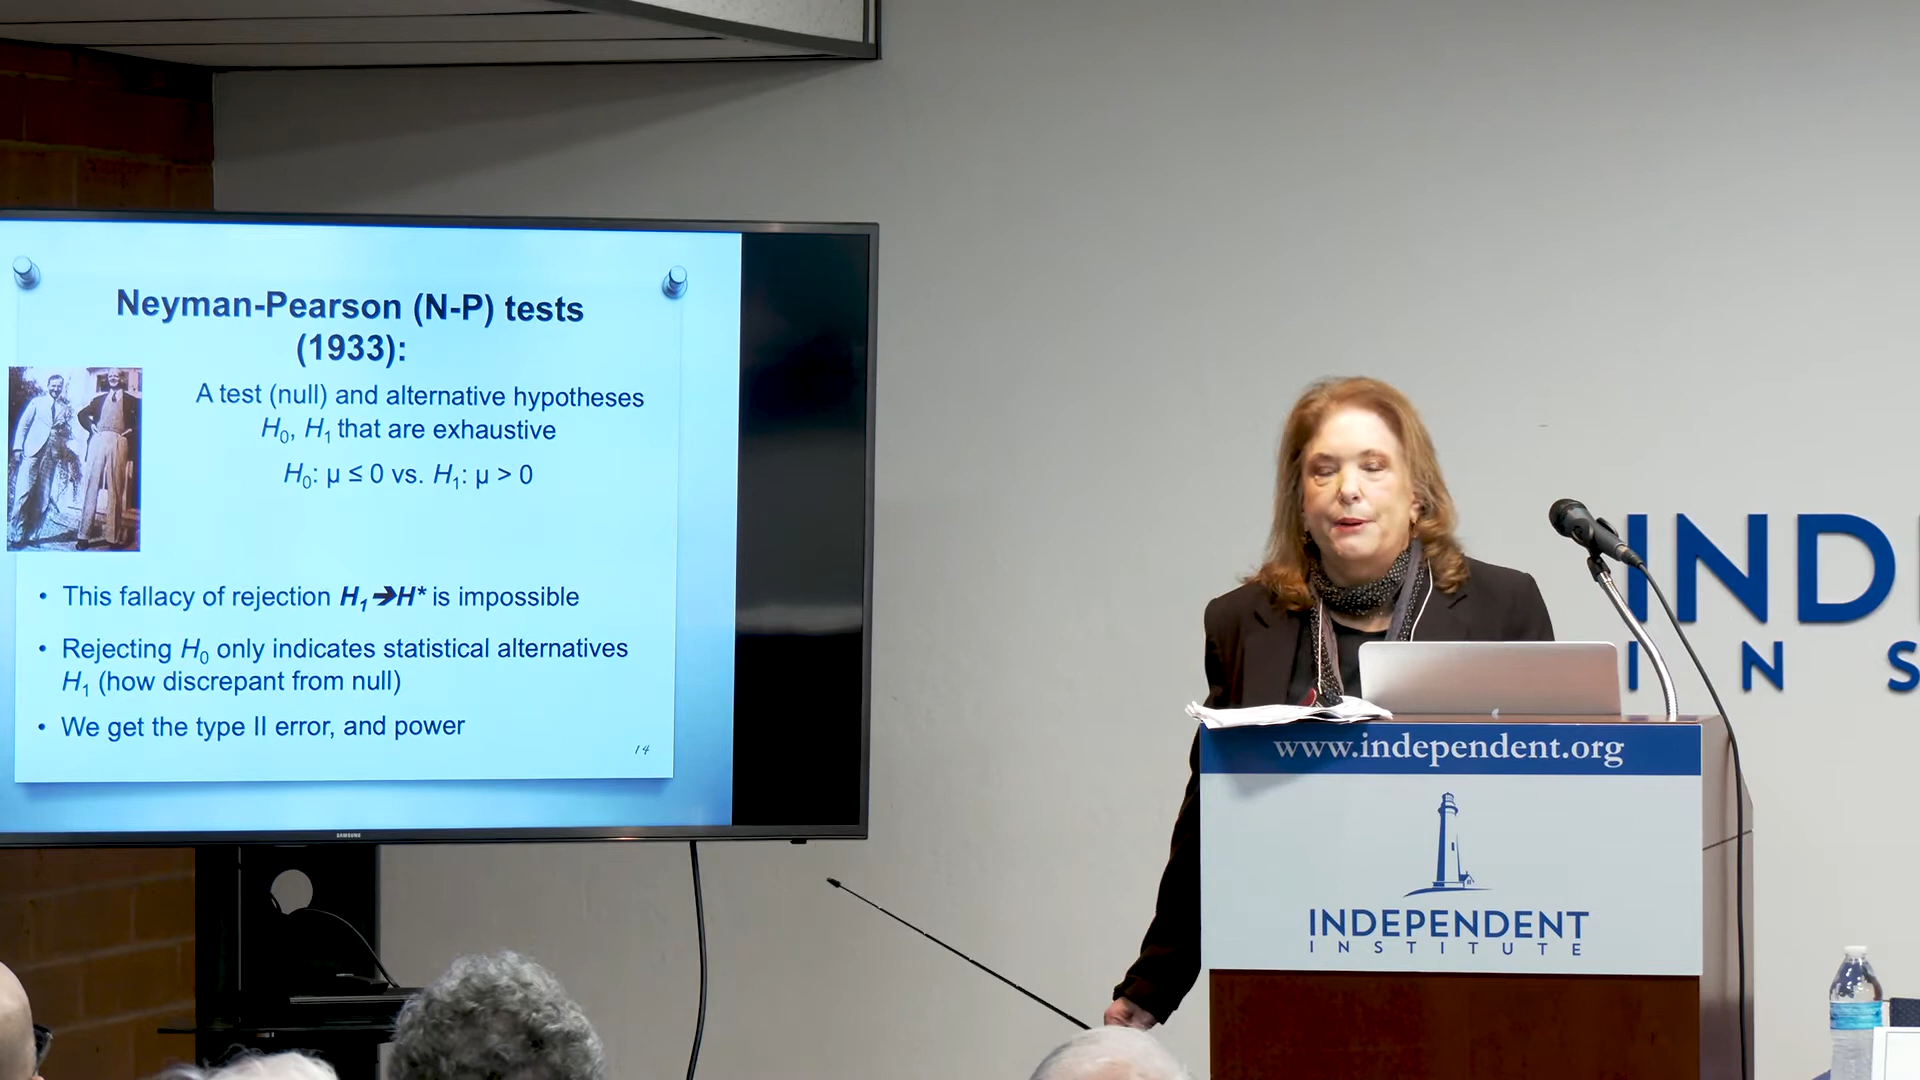 Neyman-Pearson (N-P) tests
(1933):
A test (null) and alternative hypotheses
H₀, H₁ that are exhaustive
H₀: μ ≤ 0 vs. H₁: μ > 0
• This fallacy of rejection H₁➔H* is impossible
• Rejecting H₀ only indicates statistical alternatives
H₁ (how discrepant from null)
• We get the type II error, and power
14
SAMSUNG
IND
INS
www.independent.org
INDEPENDENT
INSTITUTE